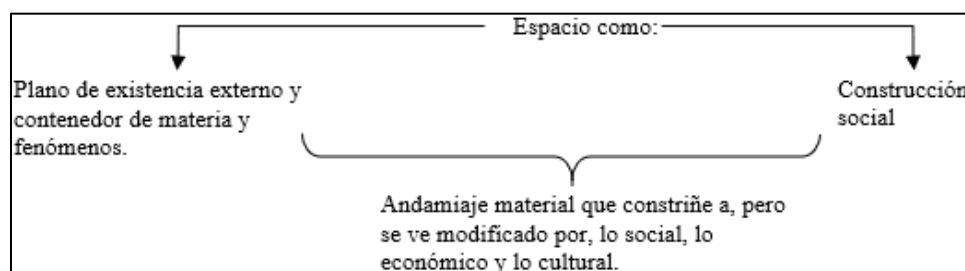 Espacio como:
Plano de existencia externo y
contenedor de materia y
fenómenos.
Construcción
social
Andamiaje material que constriñe a, pero
se ve modificado por, lo social, lo
económico y lo cultural.